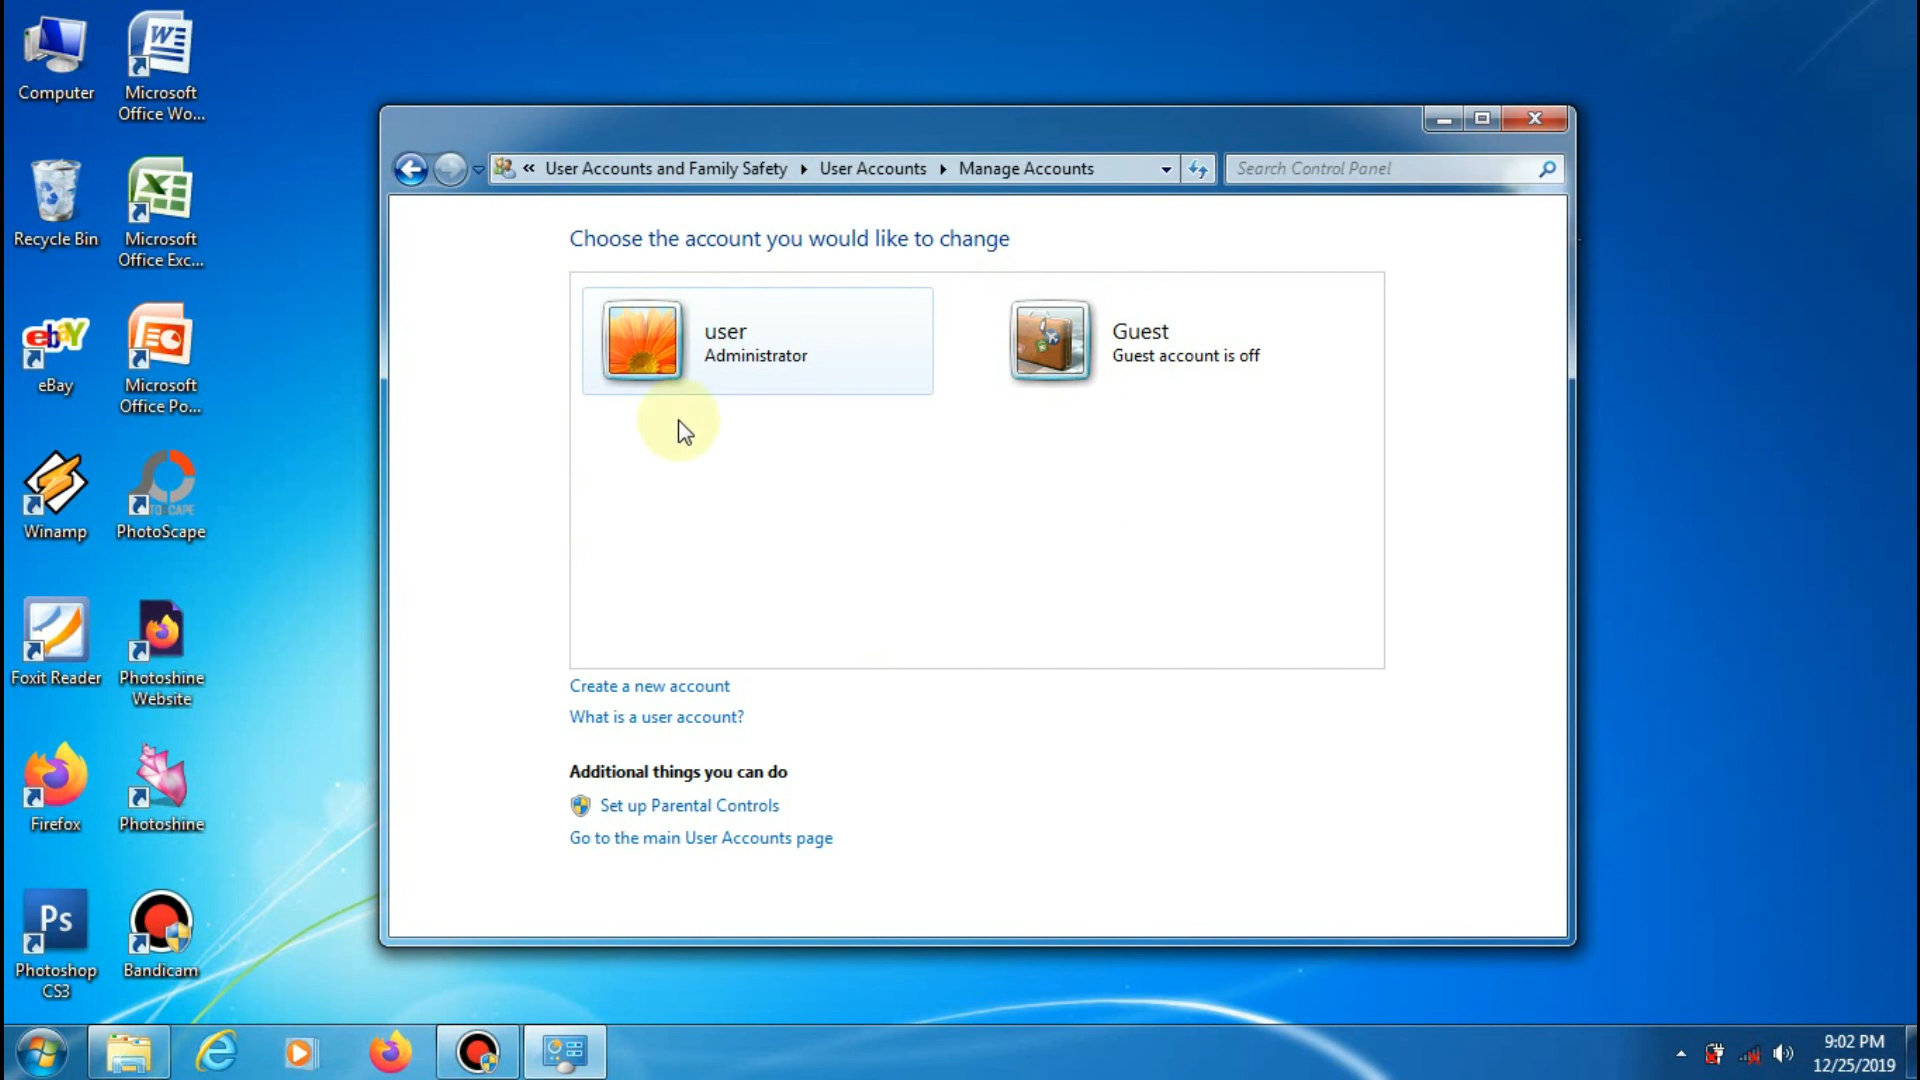 Computer
Microsoft
Office Wo...
Recycle Bin
Microsoft
Office Exc...
ebaY
eBay
Microsoft
Office Po...
Winamp
PhotoScape
Foxit Reader
Photoshine
Website
Firefox
Photoshine
Ps
Photoshop
CS3
Bandicam
« User Accounts and Family Safety ▸ User Accounts ▸ Manage Accounts
Search Control Panel
Choose the account you would like to change
user
Administrator
Guest
Guest account is off
Create a new account
What is a user account?
Additional things you can do
Set up Parental Controls
Go to the main User Accounts page
9:02 PM
12/25/2019